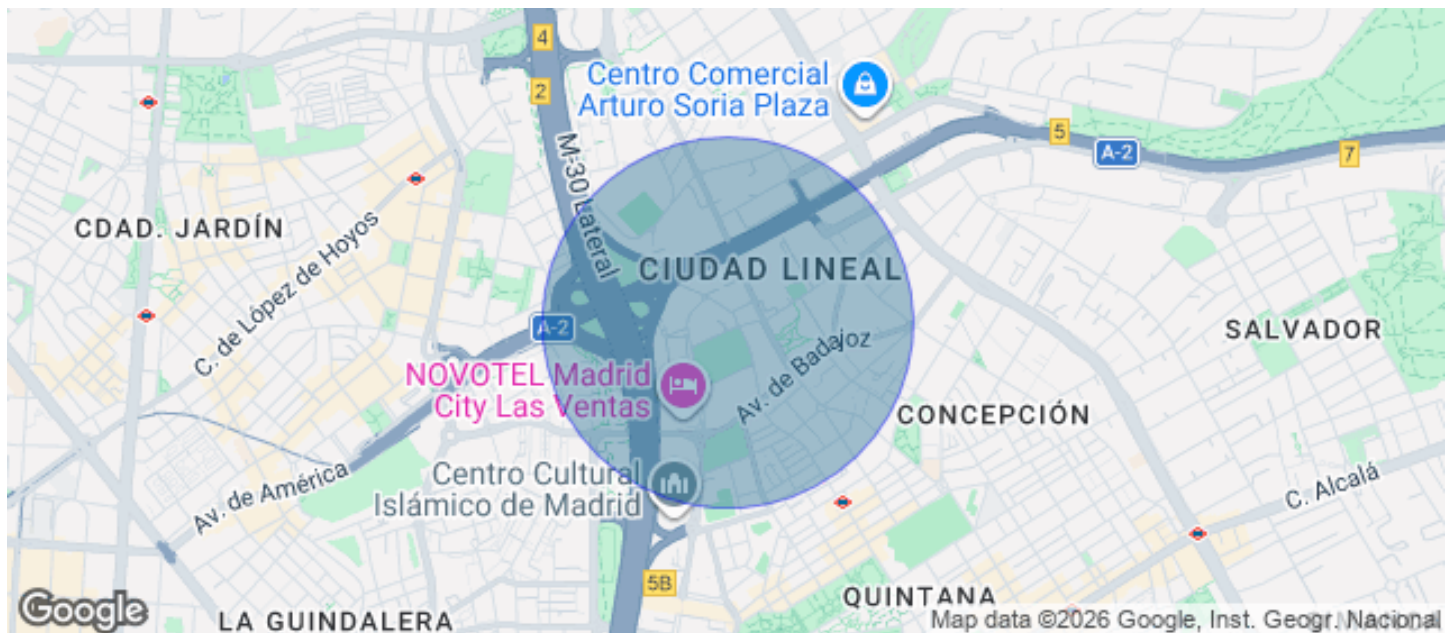 4
Centro Comercial
Arturo Soria Plaza
2
M-30 Lateral
5
A-2
7
CDAD. JARDÍN
C. de López de Hoyos
CIUDAD LINEAL
A-2
SALVADOR
Av. de Badajoz
NOVOTEL Madrid
City Las Ventas
CONCEPCIÓN
Centro Cultural
Islámico de Madrid
Av. de América
C. Alcalá
5B
QUINTANA
Google
LA GUINDALERA
Map data ©2026 Google, Inst. Geogr. Nacional